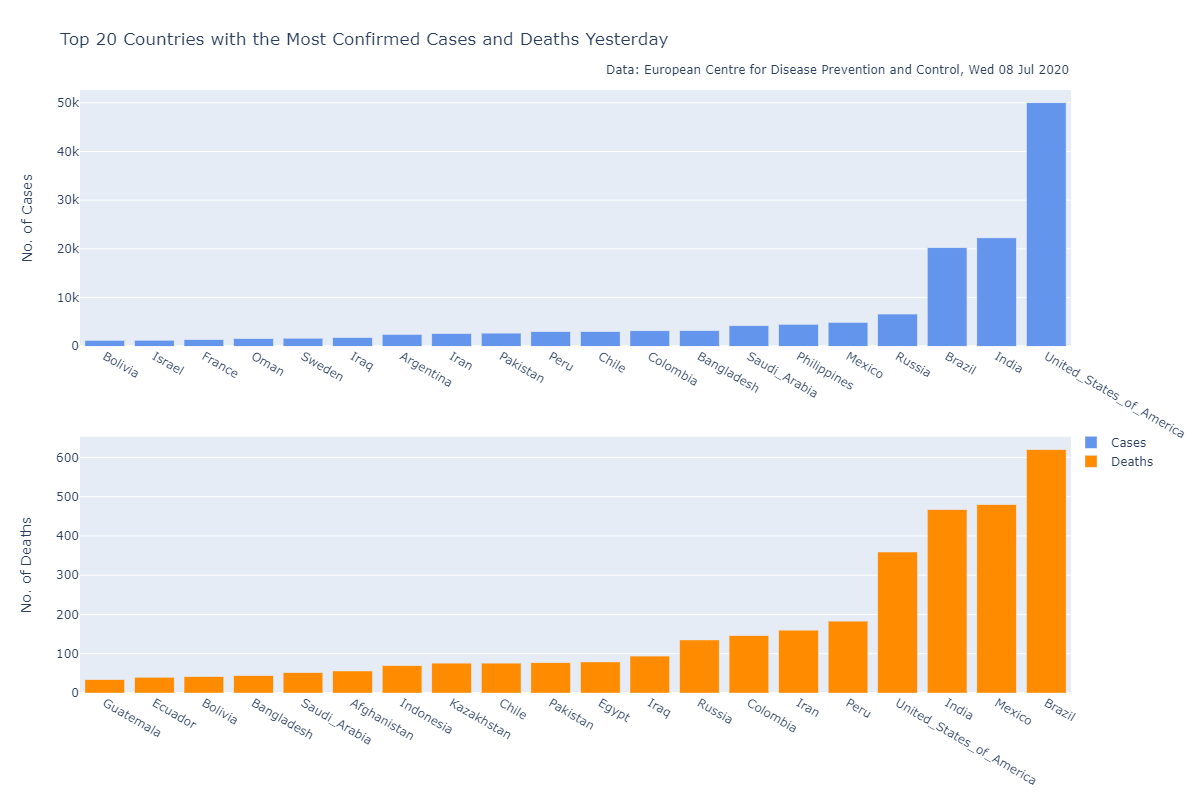 Top 20 Countries with the Most Confirmed Cases and Deaths Yesterday
Data: European Centre for Disease Prevention and Control, Wed 08 Jul 2020
No. of Cases
50k
40k
30k
20k
10k
0
Bolivia
Israel
France
Oman
Sweden
Iraq
Argentina
Iran
Pakistan
Peru
Chile
Colombia
Bangladesh
Saudi_Arabia
Philippines
Mexico
Russia
Brazil
India
United_States_of_America
Cases
Deaths
No. of Deaths
600
500
400
300
200
100
0
Guatemala
Ecuador
Bolivia
Bangladesh
Saudi_Arabia
Afghanistan
Indonesia
Kazakhstan
Chile
Pakistan
Egypt
Iraq
Russia
Colombia
Iran
Peru
United_States_of_America
India
Mexico
Brazil